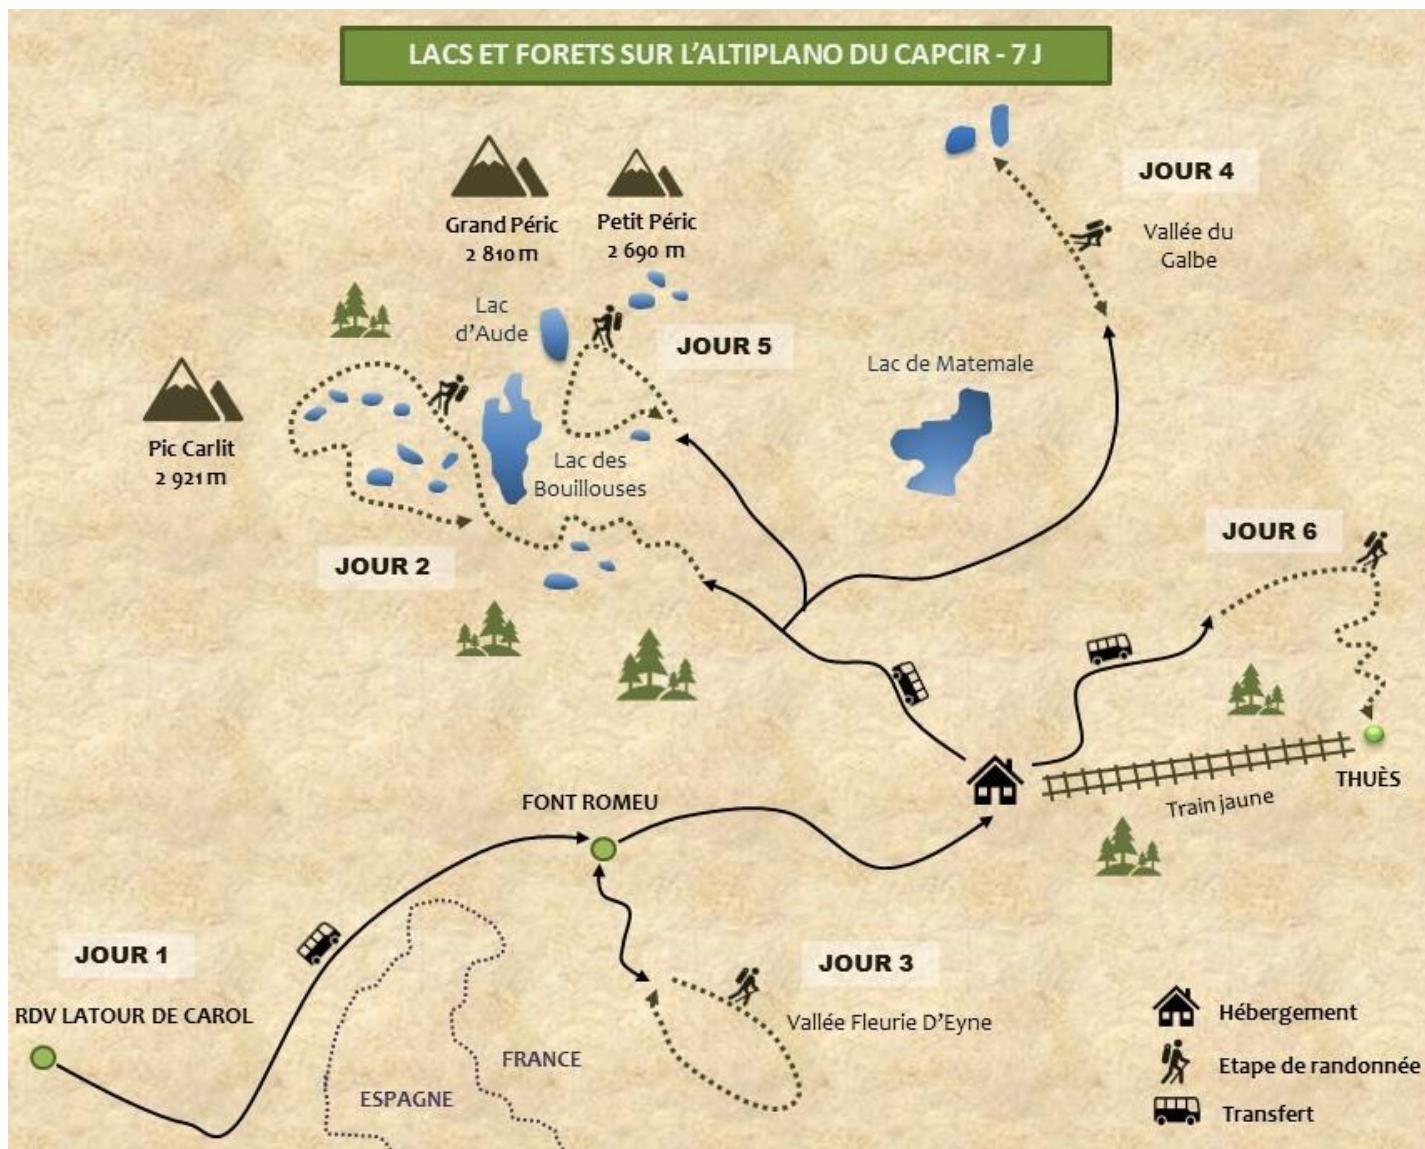 LACS ET FORETS SUR L'ALTIPLANO DU CAPCIR - 7 J
JOUR 4
Vallée du
Galbe
Grand Péric
2 810 m
Petit Péric
2 690 m
Lac
d'Aude
JOUR 5
Lac de Matemale
Pic Carlit
2 921 m
Lac des
Bouillouses
JOUR 2
JOUR 6
FONT ROMEU
THUÈS
Train jaune
JOUR 1
RDV LATOUR DE CAROL
JOUR 3
Vallée Fleurie D'Eyne
FRANCE
ESPAGNE
Hébergement
Etape de randonnée
Transfert